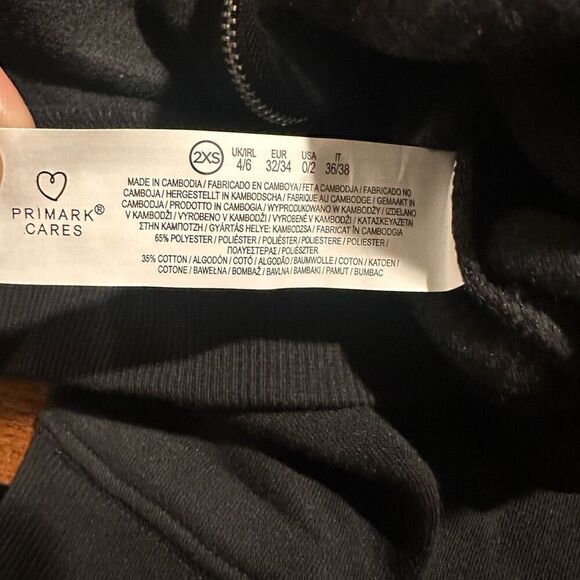 2XS
UK/IRL EUR USA IT
4/6 32/34 0/2 36/38
PRIMARK®
CARES
MADE IN CAMBODIA / FABRICADO EN CAMBOYA / FET A CAMBODJA / FABRICADO NO
CAMBOJA / HERGESTELLT IN KAMBODSCHA / FABRIQUE AU CAMBODGE / GEMAAKT IN
CAMBODJA / PRODOTTO IN CAMBOGIA / WYPRODUKOWANO W KAMBODŻY / IZDELANO
V KAMBODŽI / VYROBENO V KAMBODŽI / VYROBENÉ V KAMBODŽI / ΚΑΤΑΣΚΕΥΑΖΕΤΑΙ
ΣΤΗΝ ΚΑΜΠΟΤΖΗ / GYÁRTÁS HELYE: KAMBODZSA / FABRICAT ÎN CAMBODGIA
65% POLYESTER / POLIÉSTER / POLIÈSTER / POLIESTERE / POLIESTER /
ΠΟΛΥΕΣΤΕΡΑΣ / POLIÉSZTER
35% COTTON / ALGODÓN / COTÓ / ALGODÃO / BAUMWOLLE / COTON / KATOEN /
COTONE / BAWEŁNA / BOMBAŽ / BAVLNA / ΒΑΜΒΑΚΙ / PAMUT / BUMBAC